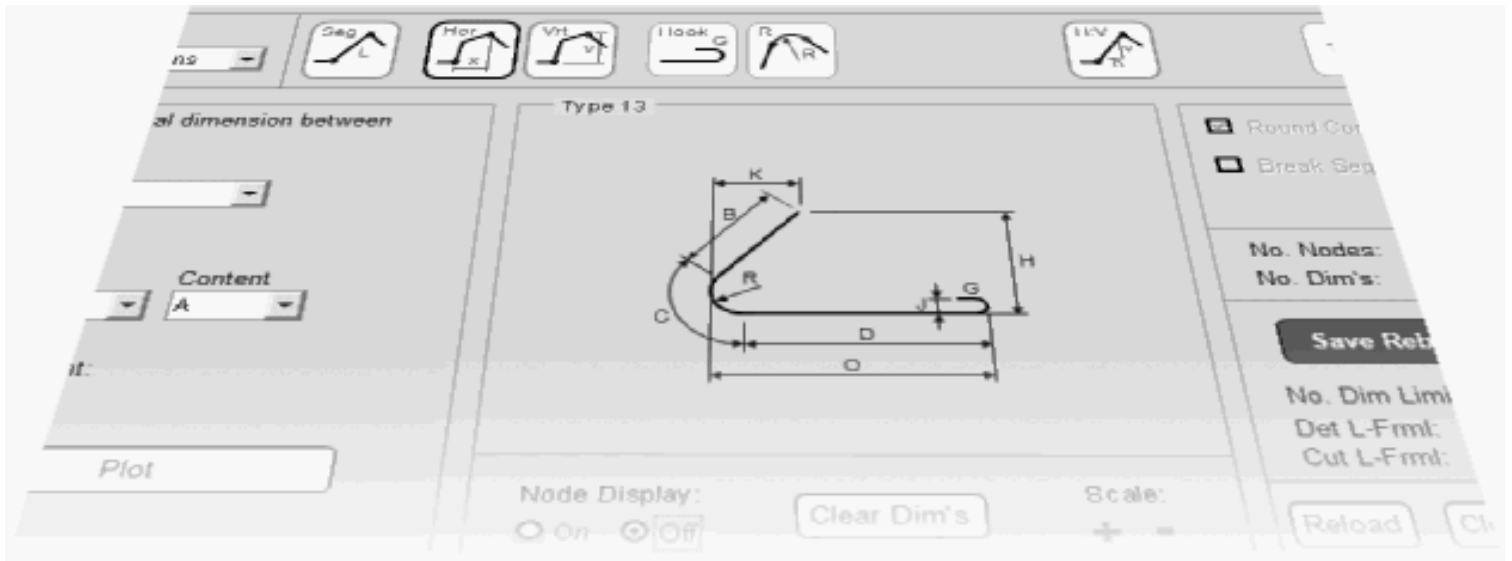 Seg
L
Hor
x
Vrt
v
Hook
G
R
R
H:V
ns
al dimension between
Type 13
Round Cor
Break Seg
K
B
H
R
G
J
C
D
O
No. Nodes:
No. Dim's:
Content
A
Save Reb
nt:
No. Dim Limi
Det L-Frml:
Cut L-Frml:
Plot
Node Display:
On Off
Clear Dim's
Scale:
+ -
Reload